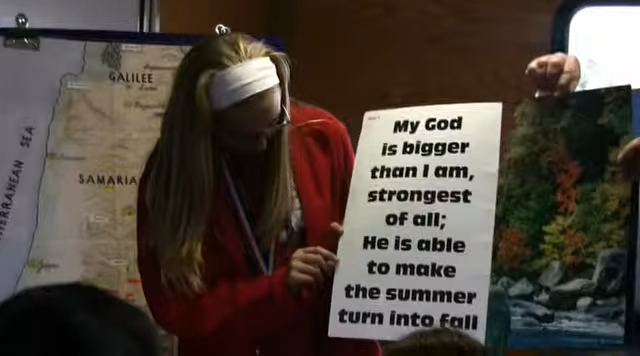 GALILEE
SAMARIA
SEA
My God
is bigger
than I am,
strongest
of all;
He is able
to make
the summer
turn into fall